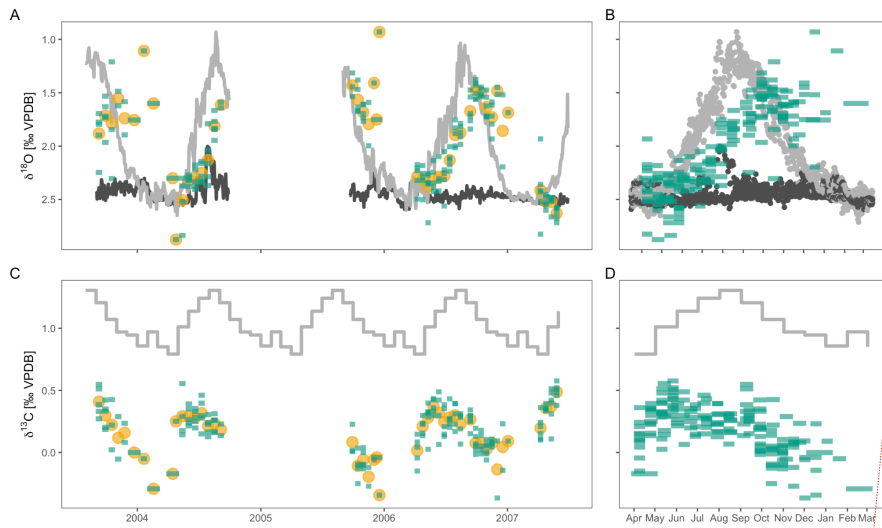 A
B
1.0
1.5
2.0
2.5
δ18O [‰ VPDB]
C
D
1.0
0.5
0.0
δ13C [‰ VPDB]
2004 2005 2006 2007
Apr May Jun Jul Aug Sep Oct Nov Dec Jan Feb Mar